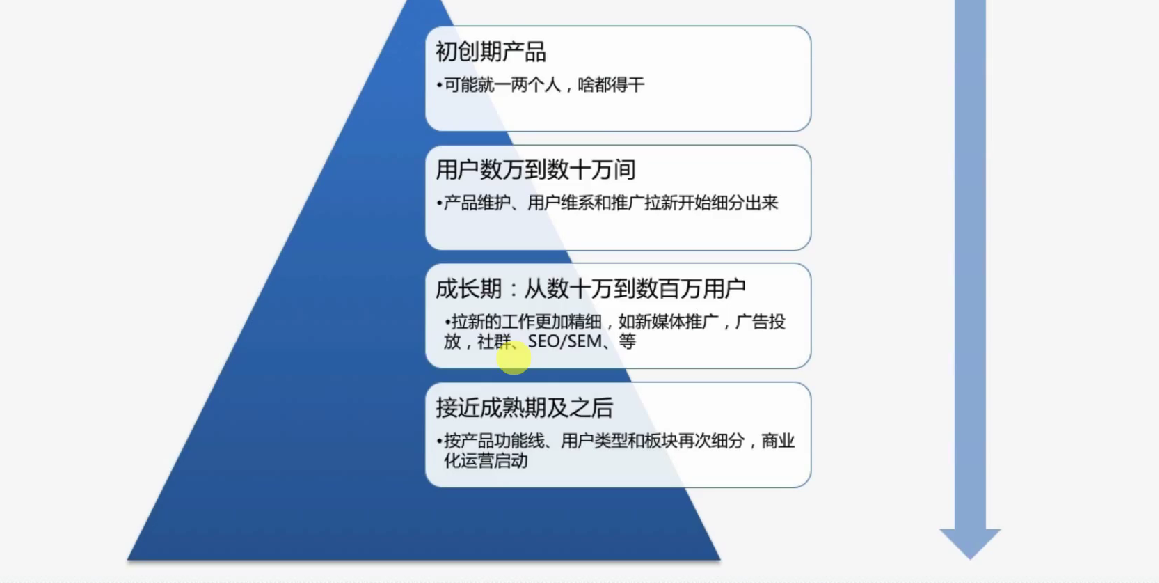 初创期产品
•可能就一两个人，啥都得干
用户数万到数十万间
•产品维护、用户维系和推广拉新开始细分出来
成长期：从数十万到数百万用户
•拉新的工作更加精细，如新媒体推广，广告投
放，社群、SEO/SEM、等
接近成熟期及之后
•按产品功能线、用户类型和板块再次细分，商业
化运营启动